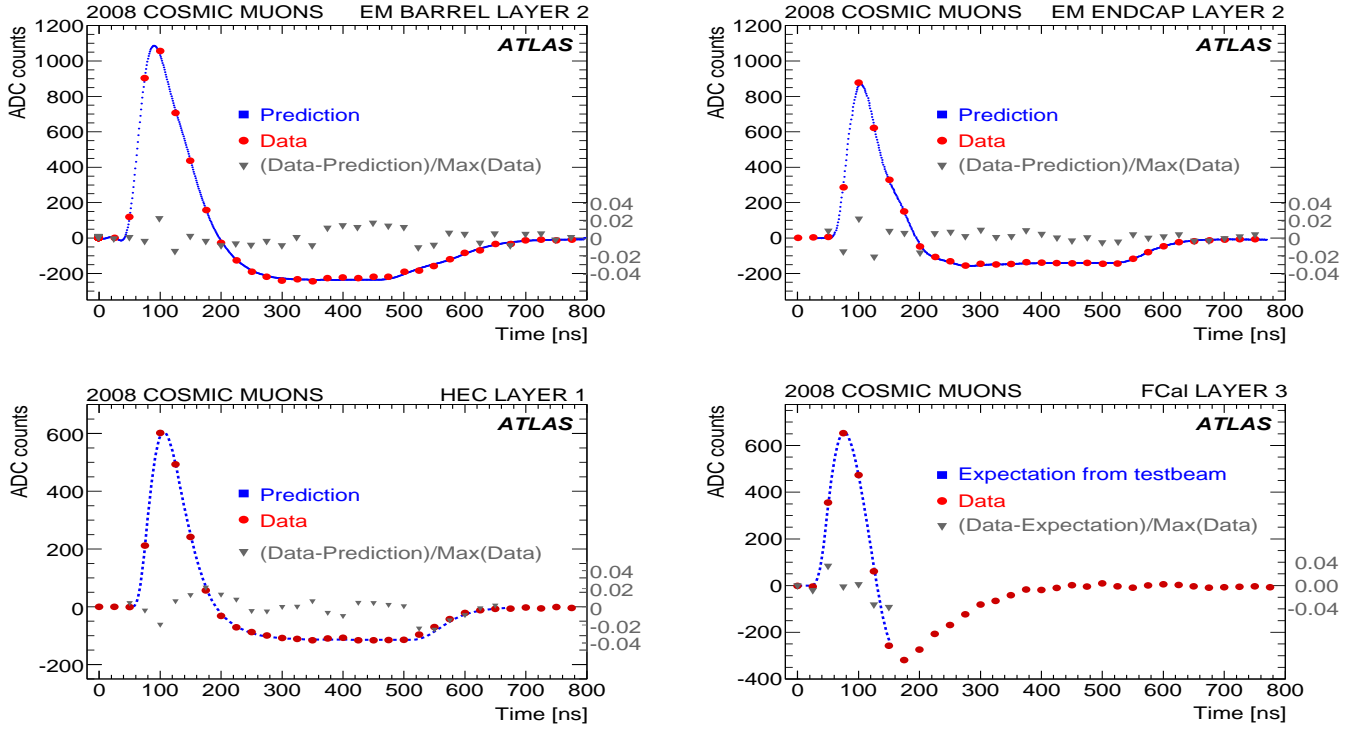 2008 COSMIC MUONS EM BARREL LAYER 2
ATLAS
ADC counts
1200
1000
800
600
400
200
0
-200
Prediction
Data
(Data-Prediction)/Max(Data)
0.04
0.02
0
-0.02
-0.04
0 100 200 300 400 500 600 700 800
Time [ns]
2008 COSMIC MUONS EM ENDCAP LAYER 2
ATLAS
ADC counts
1200
1000
800
600
400
200
0
-200
Prediction
Data
(Data-Prediction)/Max(Data)
0.04
0.02
0
-0.02
-0.04
0 100 200 300 400 500 600 700 800
Time [ns]
2008 COSMIC MUONS HEC LAYER 1
ATLAS
ADC counts
600
400
200
0
-200
Prediction
Data
(Data-Prediction)/Max(Data)
0.04
0.02
0
-0.02
-0.04
0 100 200 300 400 500 600 700 800
Time [ns]
2008 COSMIC MUONS FCal LAYER 3
ATLAS
ADC counts
600
400
200
0
-200
-400
Expectation from testbeam
Data
(Data-Expectation)/Max(Data)
0.04
0.00
-0.04
0 100 200 300 400 500 600 700 800
Time [ns]